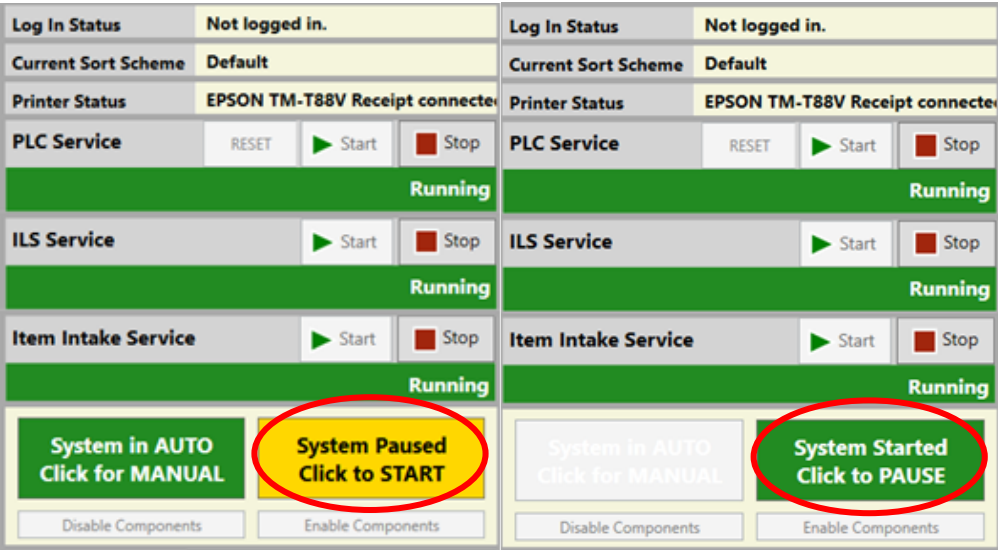 Log In Status Not logged in.
Current Sort Scheme Default
Printer Status EPSON TM-T88V Receipt connecte
PLC Service RESET Start Stop
Running
ILS Service Start Stop
Running
Item Intake Service Start Stop
Running
System in AUTO
Click for MANUAL
System Paused
Click to START
Disable Components Enable Components
Log In Status Not logged in.
Current Sort Scheme Default
Printer Status EPSON TM-T88V Receipt connecte
PLC Service RESET Start Stop
Running
ILS Service Start Stop
Running
Item Intake Service Start Stop
Running
System in AUTO
Click for MANUAL
System Started
Click to PAUSE
Disable Components Enable Components